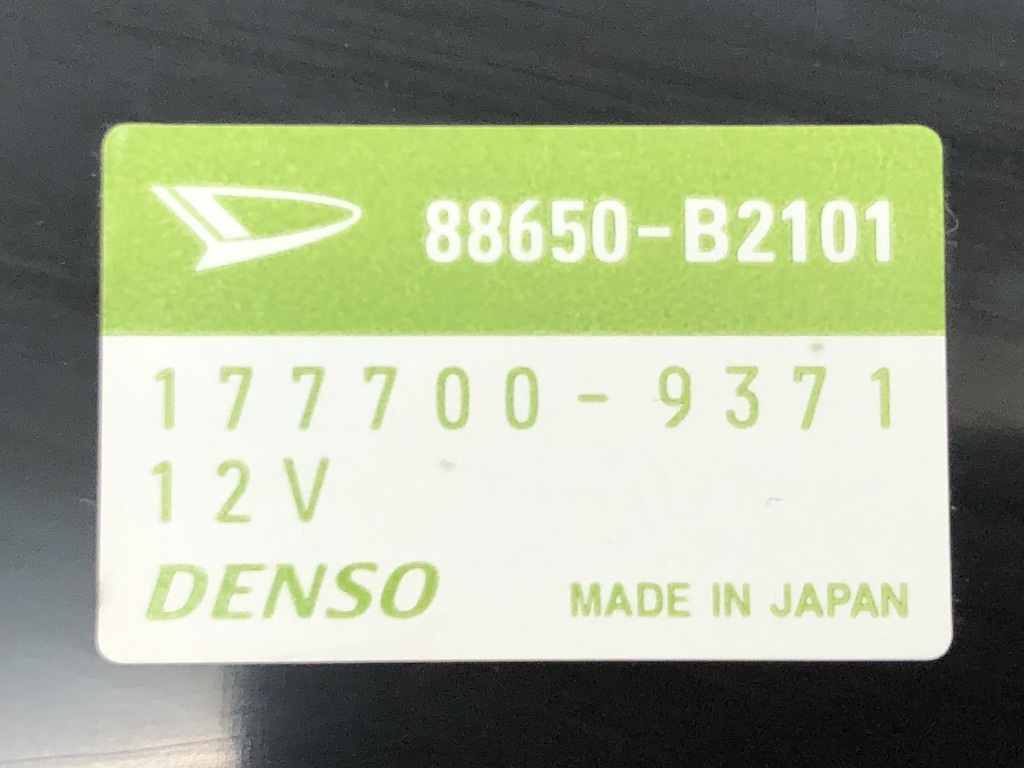 88650-B2101
177700-9371
12V
DENSO
MADE IN JAPAN